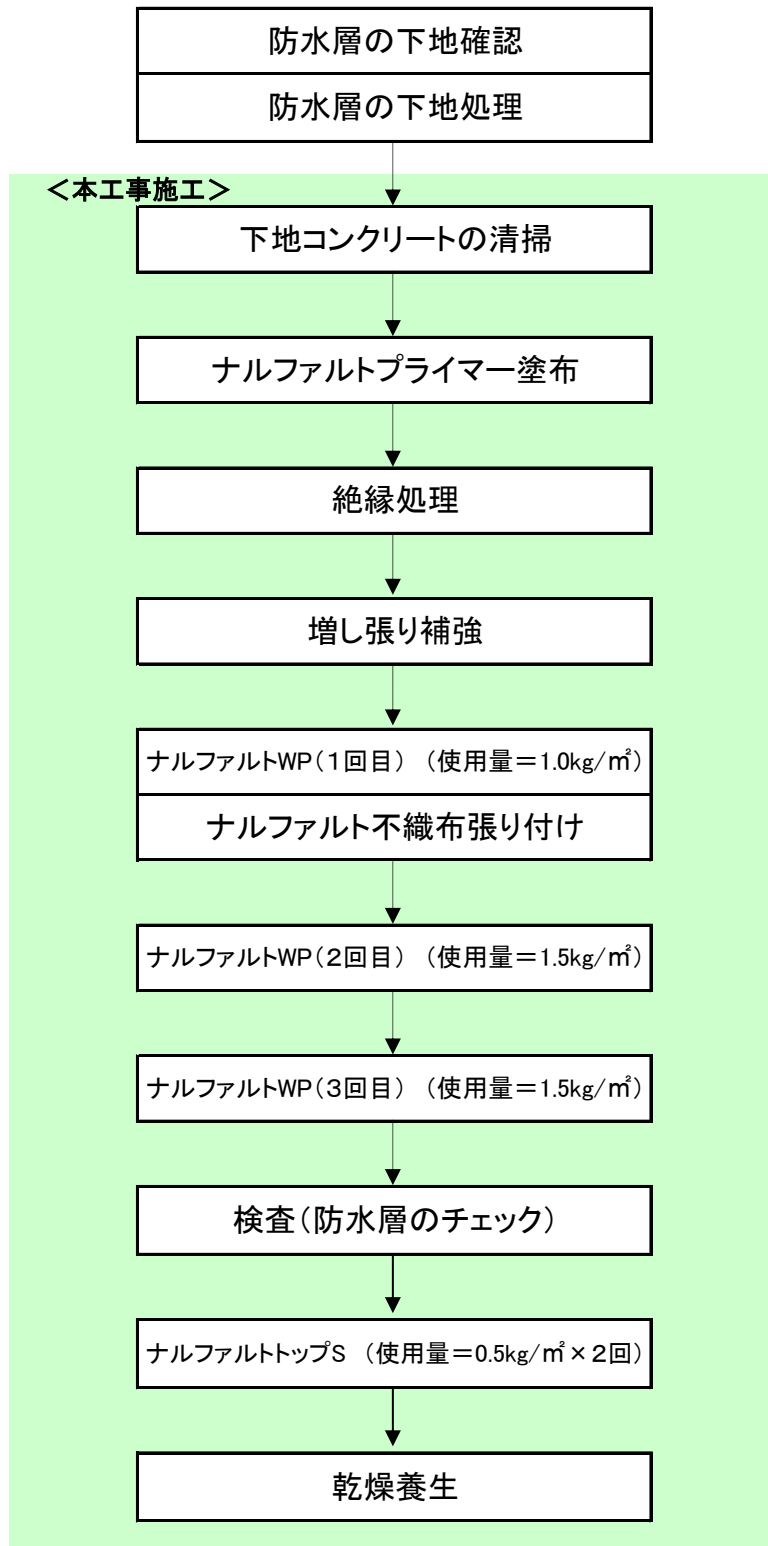 防水層の下地確認
防水層の下地処理
＜本工事施工＞
下地コンクリートの清掃
ナルファルトプライマー塗布
絶縁処理
増し張り補強
ナルファルトWP（１回目）　（使用量＝1.0kg/㎡）
ナルファルト不織布張り付け
ナルファルトWP（２回目）　（使用量＝1.5kg/㎡）
ナルファルトWP（３回目）　（使用量＝1.5kg/㎡）
検査（防水層のチェック）
ナルファルトトップS　（使用量＝0.5kg/㎡×２回）
乾燥養生